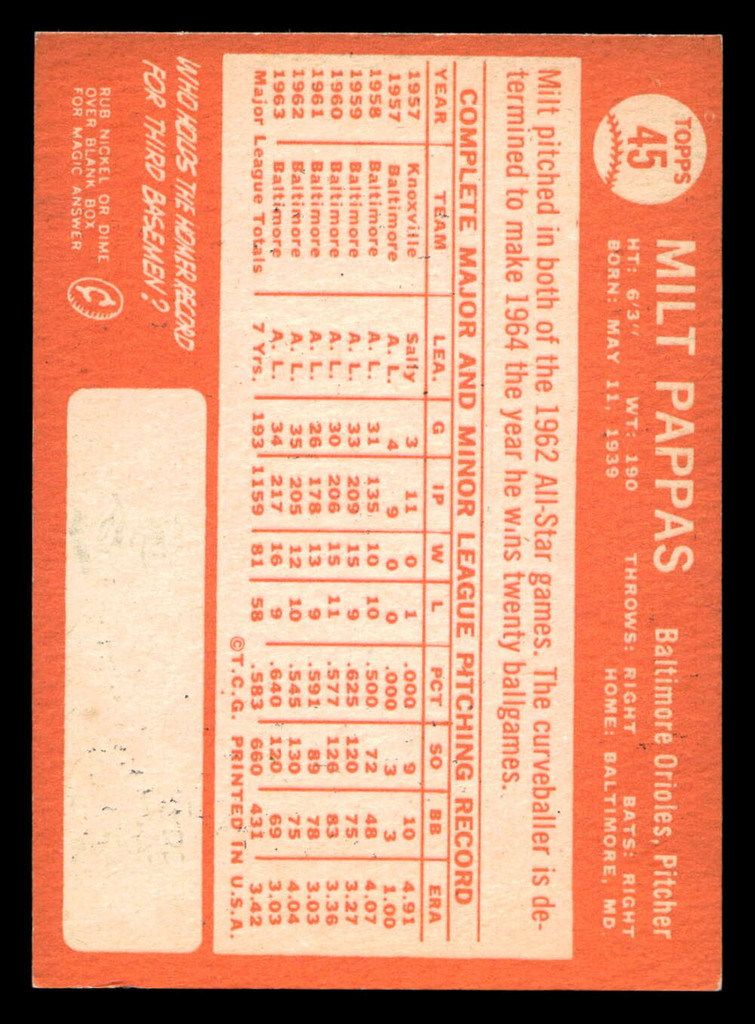 TOPPS
45
MILT PAPPAS Baltimore Orioles, Pitcher
HT: 6'3" WT: 190 THROWS: RIGHT BATS: RIGHT
BORN: MAY 11, 1939 HOME: BALTIMORE, MD
Milt pitched in both of the 1962 All-Star games. The curveballer is de-
termined to make 1964 the year he wins twenty ballgames.
COMPLETE MAJOR AND MINOR LEAGUE PITCHING RECORD
YEAR TEAM LEA. G IP W L PCT SO BB ERA
1957 Knoxville Sally 3 11 0 1 .000 9 10 4.91
1957 Baltimore A. L. 4 9 0 0 .000 3 3 1.00
1958 Baltimore A. L. 31 135 10 10 .500 72 48 4.07
1959 Baltimore A. L. 33 209 15 9 .625 120 75 3.27
1960 Baltimore A. L. 30 206 15 11 .577 126 83 3.36
1961 Baltimore A. L. 26 178 13 9 .591 89 78 3.03
1962 Baltimore A. L. 35 205 12 10 .545 130 75 4.04
1963 Baltimore A. L. 34 217 16 9 .640 120 69 3.03
Major League Totals 7 Yrs. 193 1159 81 58 .583 660 431 3.42
©T.C.G. PRINTED IN U.S.A.
WHO HOLDS THE HOMER RECORD
FOR THIRD BASEMEN?
RUB NICKEL OR DIME
OVER BLANK BOX
FOR MAGIC ANSWER